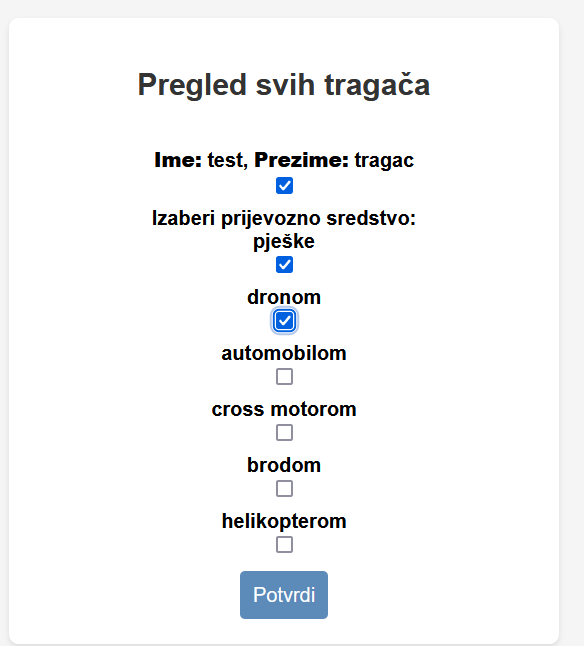 Pregled svih tragača
Ime: test, Prezime: tragac
Izaberi prijevozno sredstvo:
pješke
dronom
automobilom
cross motorom
brodom
helikopterom
Potvrdi